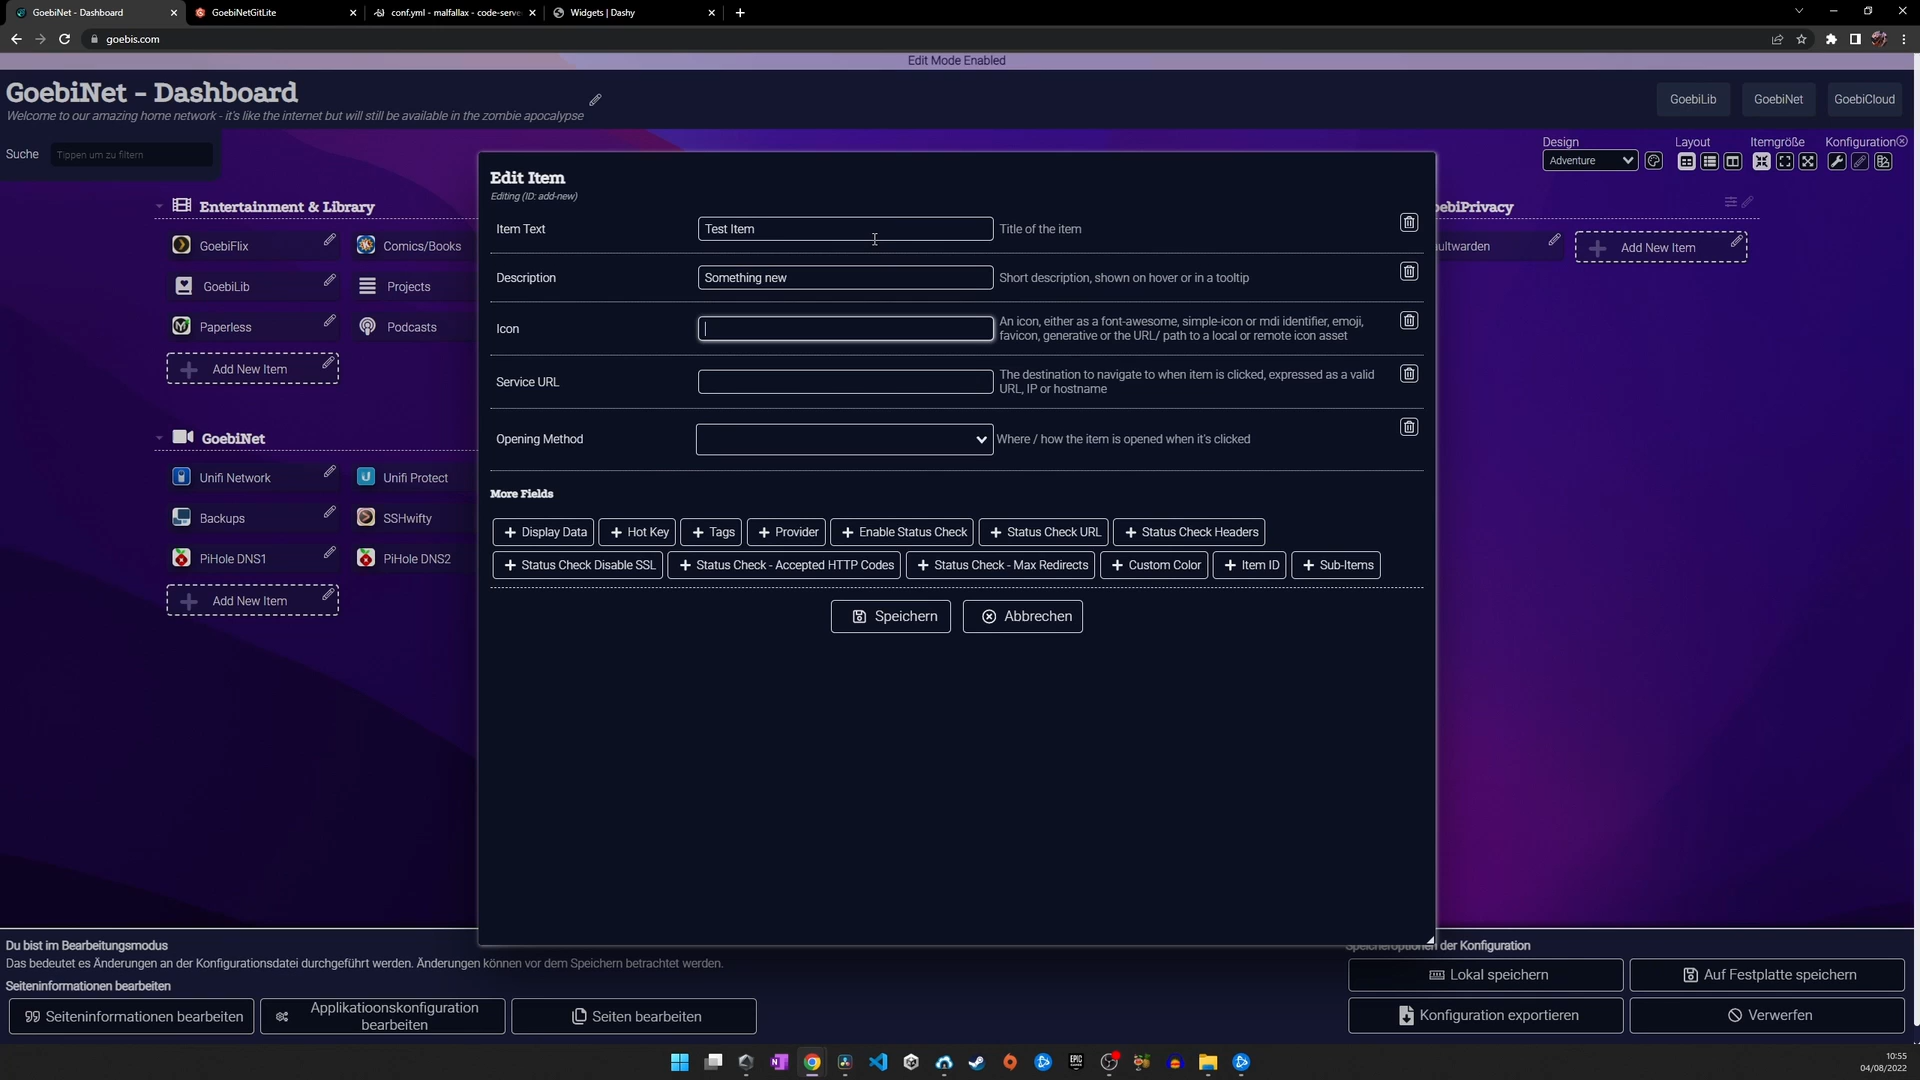 GoebiNet - Dashboard
GoebiNetGitLite
conf.yml - malfallax - code-serve
Widgets | Dashy
goebis.com
Edit Mode Enabled
GoebiNet - Dashboard
Welcome to our amazing home network - it's like the internet but will still be available in the zombie apocalypse
GoebiLib
GoebiNet
GoebiCloud
Suche
Tippen um zu filtern
Design
Layout
Itemgröße
Konfiguration
Adventure
Entertainment & Library
GoebiFlix
Comics/Books
GoebiLib
Projects
Paperless
Podcasts
Add New Item
GoebiNet
Unifi Network
Unifi Protect
Backups
SSHwifty
PiHole DNS1
PiHole DNS2
Add New Item
Edit Item
Editing (ID: add-new)
Item Text
Test Item
Title of the item
Description
Something new
Short description, shown on hover or in a tooltip
Icon
An icon, either as a font-awesome, simple-icon or mdi identifier, emoji,
favicon, generative or the URL/ path to a local or remote icon asset
Service URL
The destination to navigate to when item is clicked, expressed as a valid
URL, IP or hostname
Opening Method
Where / how the item is opened when it's clicked
More Fields
Display Data
Hot Key
Tags
Provider
Enable Status Check
Status Check URL
Status Check Headers
Status Check Disable SSL
Status Check - Accepted HTTP Codes
Status Check - Max Redirects
Custom Color
Item ID
Sub-Items
Speichern
Abbrechen
ebiPrivacy
aultwarden
Add New Item
Du bist im Bearbeitungsmodus
Das bedeutet es Änderungen an der Konfigurationsdatei durchgeführt werden. Änderungen können vor dem Speichern betrachtet werden.
Seiteninformationen bearbeiten
Seiteninformationen bearbeiten
Applikatioonskonfiguration
bearbeiten
Seiten bearbeiten
Speicheroptionen der Konfiguration
Lokal speichern
Auf Festplatte speichern
Konfiguration exportieren
Verwerfen
EPIC
10:55
04/08/2022